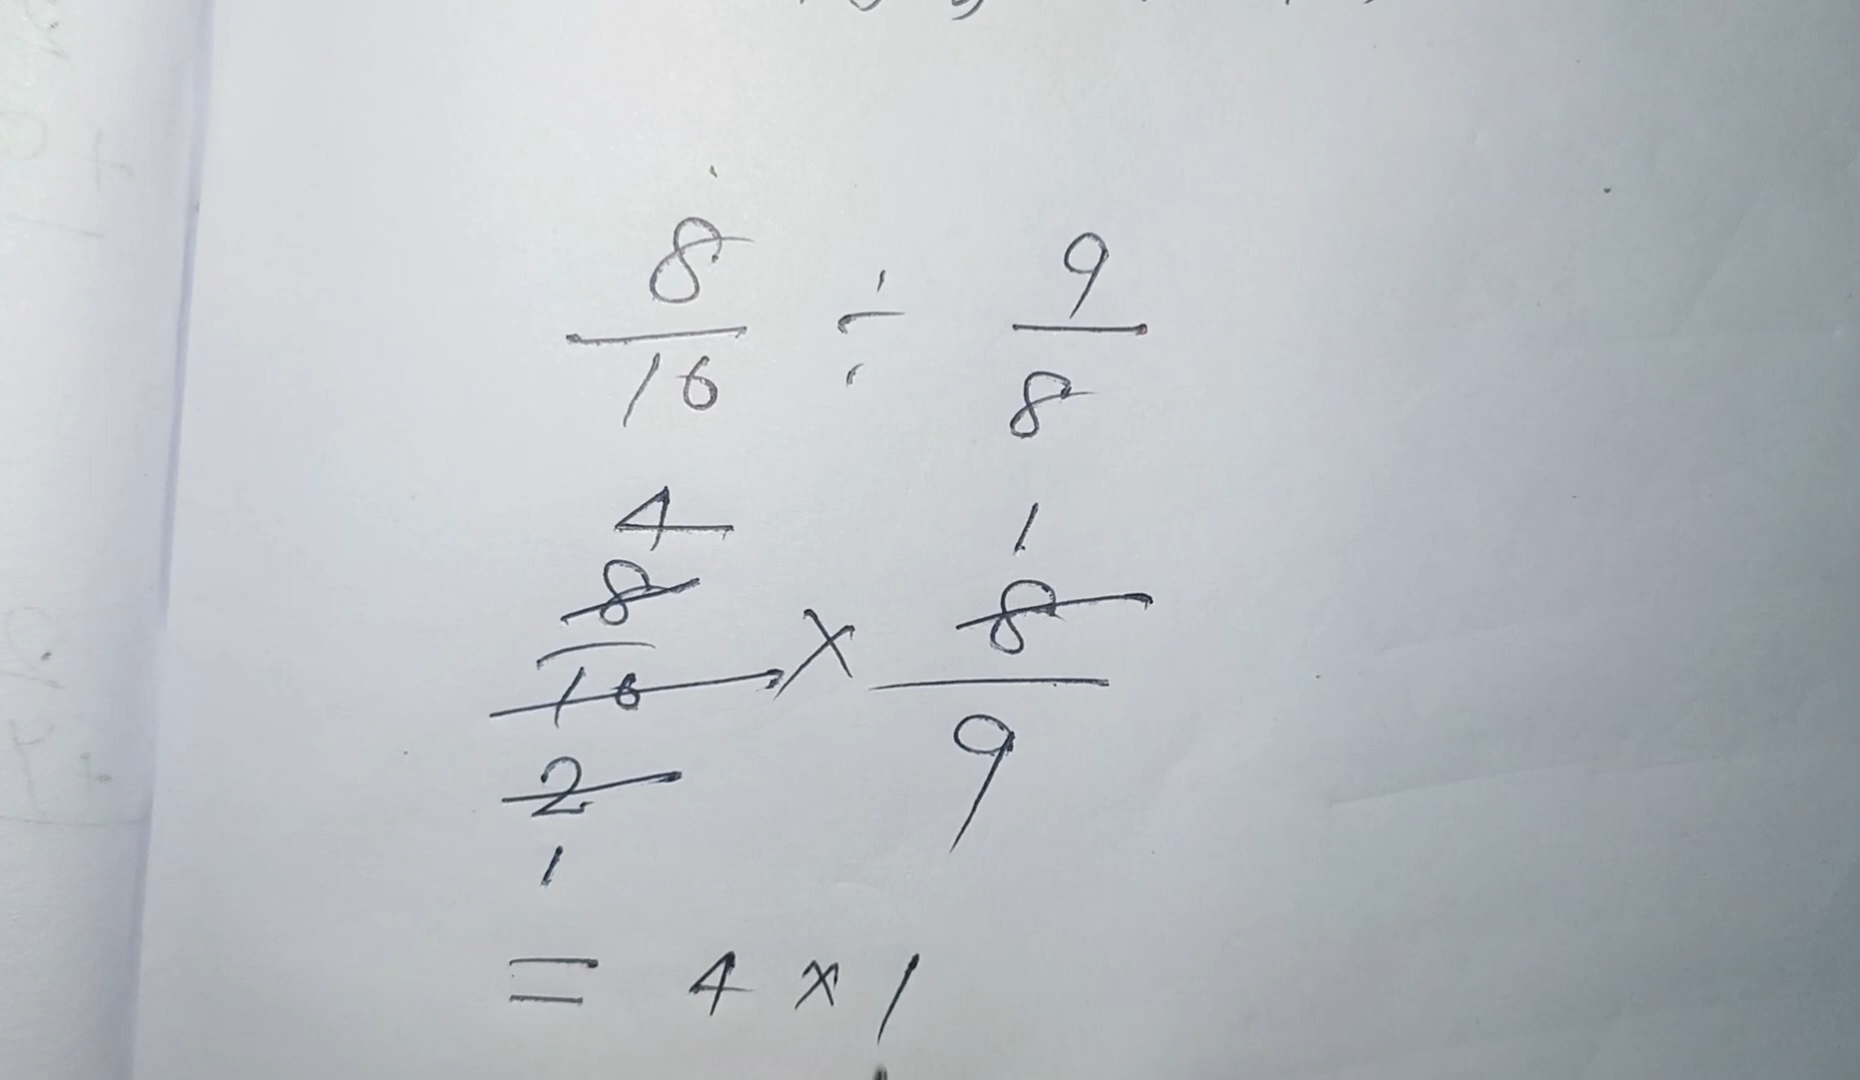 8/16 ÷ 9/8
4 1
8/16 × 8/9
2
1
= 4 × 1